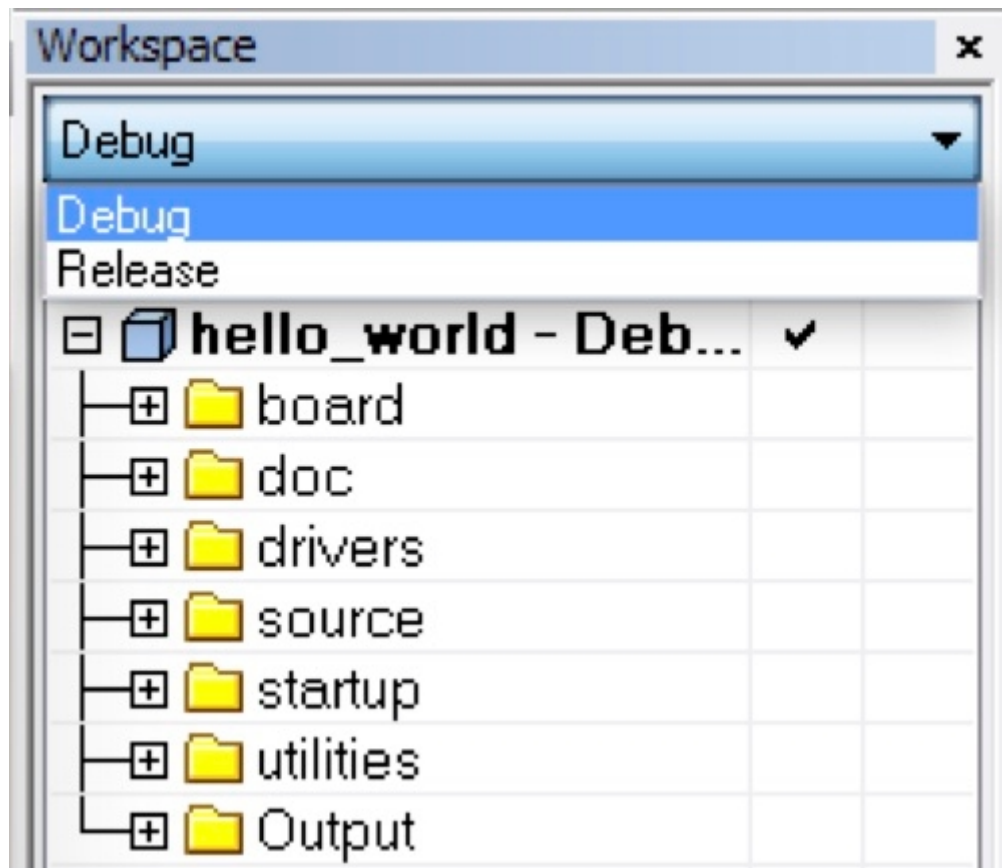 Workspace
Debug
Debug
Release
hello_world - Deb...
board
doc
drivers
source
startup
utilities
Output